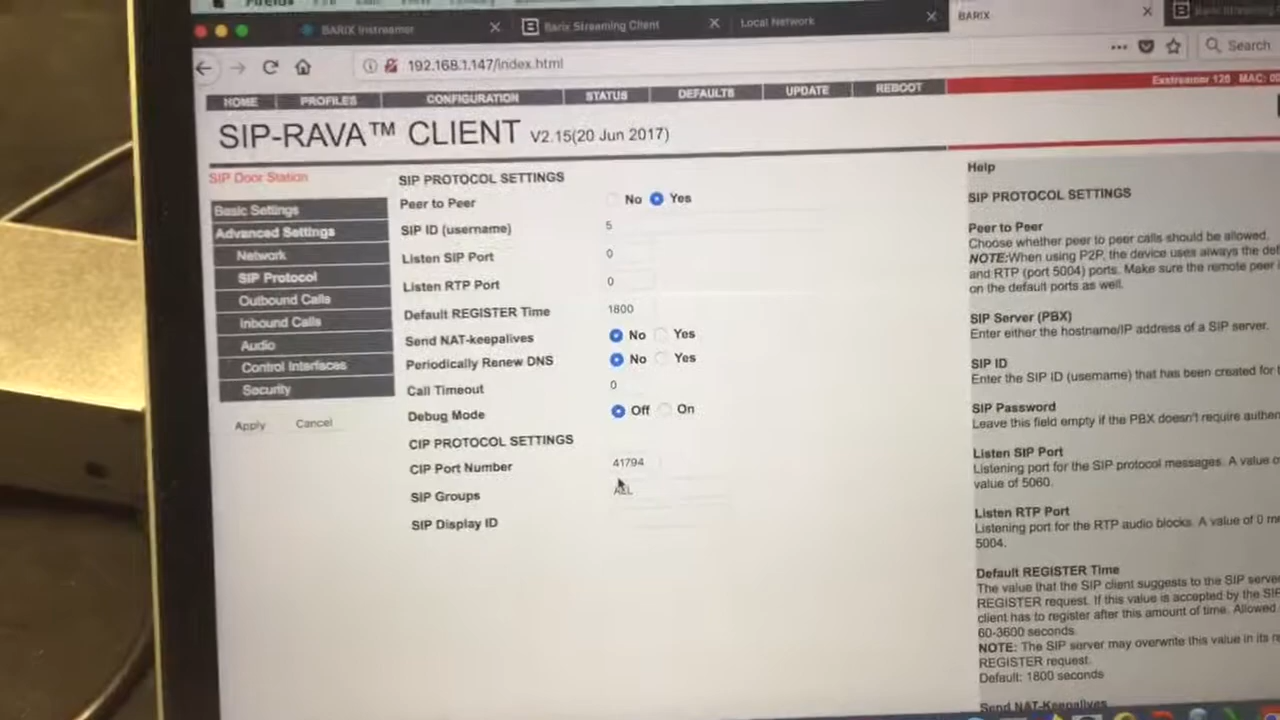 BARIX Instreamer
Barix Streaming Client
Local Network
BARIX
192.168.1.147/index.html
Search
HOME PROFILES CONFIGURATION STATUS DEFAULTS UPDATE REBOOT
Exstreamer 120 MAC:
SIP-RAVA™ CLIENT V2.15(20 Jun 2017)
SIP Door Station
Basic Settings
Advanced Settings
Network
SIP Protocol
Outbound Calls
Inbound Calls
Audio
Control Interfaces
Security
Apply Cancel
SIP PROTOCOL SETTINGS
Peer to Peer No Yes
SIP ID (username) 5
Listen SIP Port 0
Listen RTP Port 0
Default REGISTER Time 1800
Send NAT-keepalives No Yes
Periodically Renew DNS No Yes
Call Timeout 0
Debug Mode Off On
CIP PROTOCOL SETTINGS
CIP Port Number 41794
SIP Groups ALL
SIP Display ID
Help
SIP PROTOCOL SETTINGS
Peer to Peer
Choose whether peer to peer calls should be allowed.
NOTE:When using P2P, the device uses always the
and RTP (port 5004) ports. Make sure the remote peer
on the default ports as well.
SIP Server (PBX)
Enter either the hostname/IP address of a SIP server.
SIP ID
Enter the SIP ID (username) that has been created for
SIP Password
Leave this field empty if the PBX doesn't require
Listen SIP Port
Listening port for the SIP protocol messages. A value
value of 5060.
Listen RTP Port
Listening port for the RTP audio blocks. A value of 0
5004.
Default REGISTER Time
The value that the SIP client suggests to the SIP
REGISTER request. If this value is accepted by the
client has to register after this amount of time. Allowed
60-3600 seconds
NOTE: The SIP server may overwrite this value in its
REGISTER request.
Default: 1800 seconds
Send NAT-Keepalives